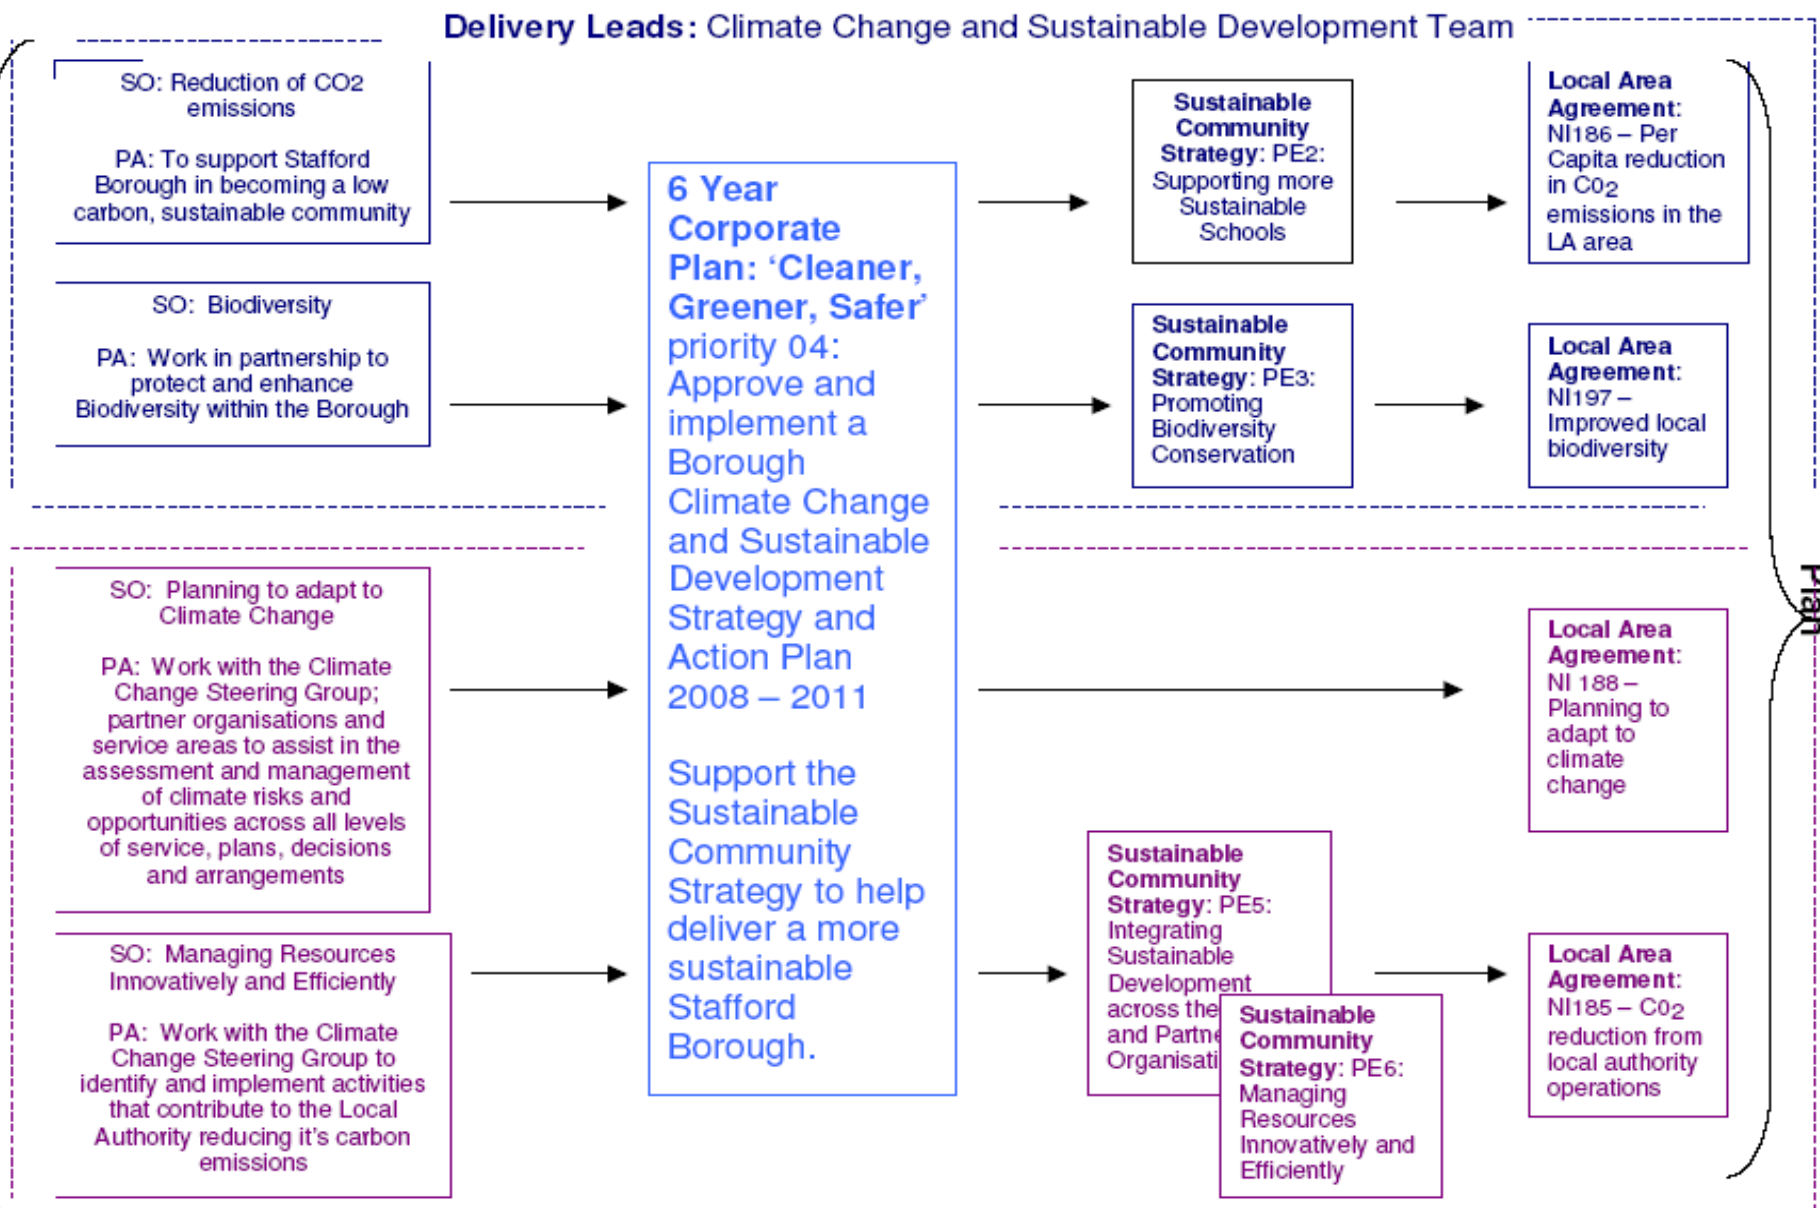 Delivery Leads: Climate Change and Sustainable Development Team
SO: Reduction of CO2
emissions
PA: To support Stafford
Borough in becoming a low
carbon, sustainable community
SO: Biodiversity
PA: Work in partnership to
protect and enhance
Biodiversity within the Borough
SO: Planning to adapt to
Climate Change
PA: Work with the Climate
Change Steering Group;
partner organisations and
service areas to assist in the
assessment and management
of climate risks and
opportunities across all levels
of service, plans, decisions
and arrangements
SO: Managing Resources
Innovatively and Efficiently
PA: Work with the Climate
Change Steering Group to
identify and implement activities
that contribute to the Local
Authority reducing it's carbon
emissions
6 Year
Corporate
Plan: ‘Cleaner,
Greener, Safer’
priority 04:
Approve and
implement a
Borough
Climate Change
and Sustainable
Development
Strategy and
Action Plan
2008 – 2011
Support the
Sustainable
Community
Strategy to help
deliver a more
sustainable
Stafford
Borough.
Sustainable
Community
Strategy: PE2:
Supporting more
Sustainable
Schools
Sustainable
Community
Strategy: PE3:
Promoting
Biodiversity
Conservation
Sustainable
Community
Strategy: PE5:
Integrating
Sustainable
Development
across the
and Partne
Organisati
Sustainable
Community
Strategy: PE6:
Managing
Resources
Innovatively and
Efficiently
Local Area
Agreement:
NI186 – Per
Capita reduction
in C02
emissions in the
LA area
Local Area
Agreement:
NI197 –
Improved local
biodiversity
Local Area
Agreement:
NI 188 –
Planning to
adapt to
climate
change
Local Area
Agreement:
NI185 – C02
reduction from
local authority
operations
Plan